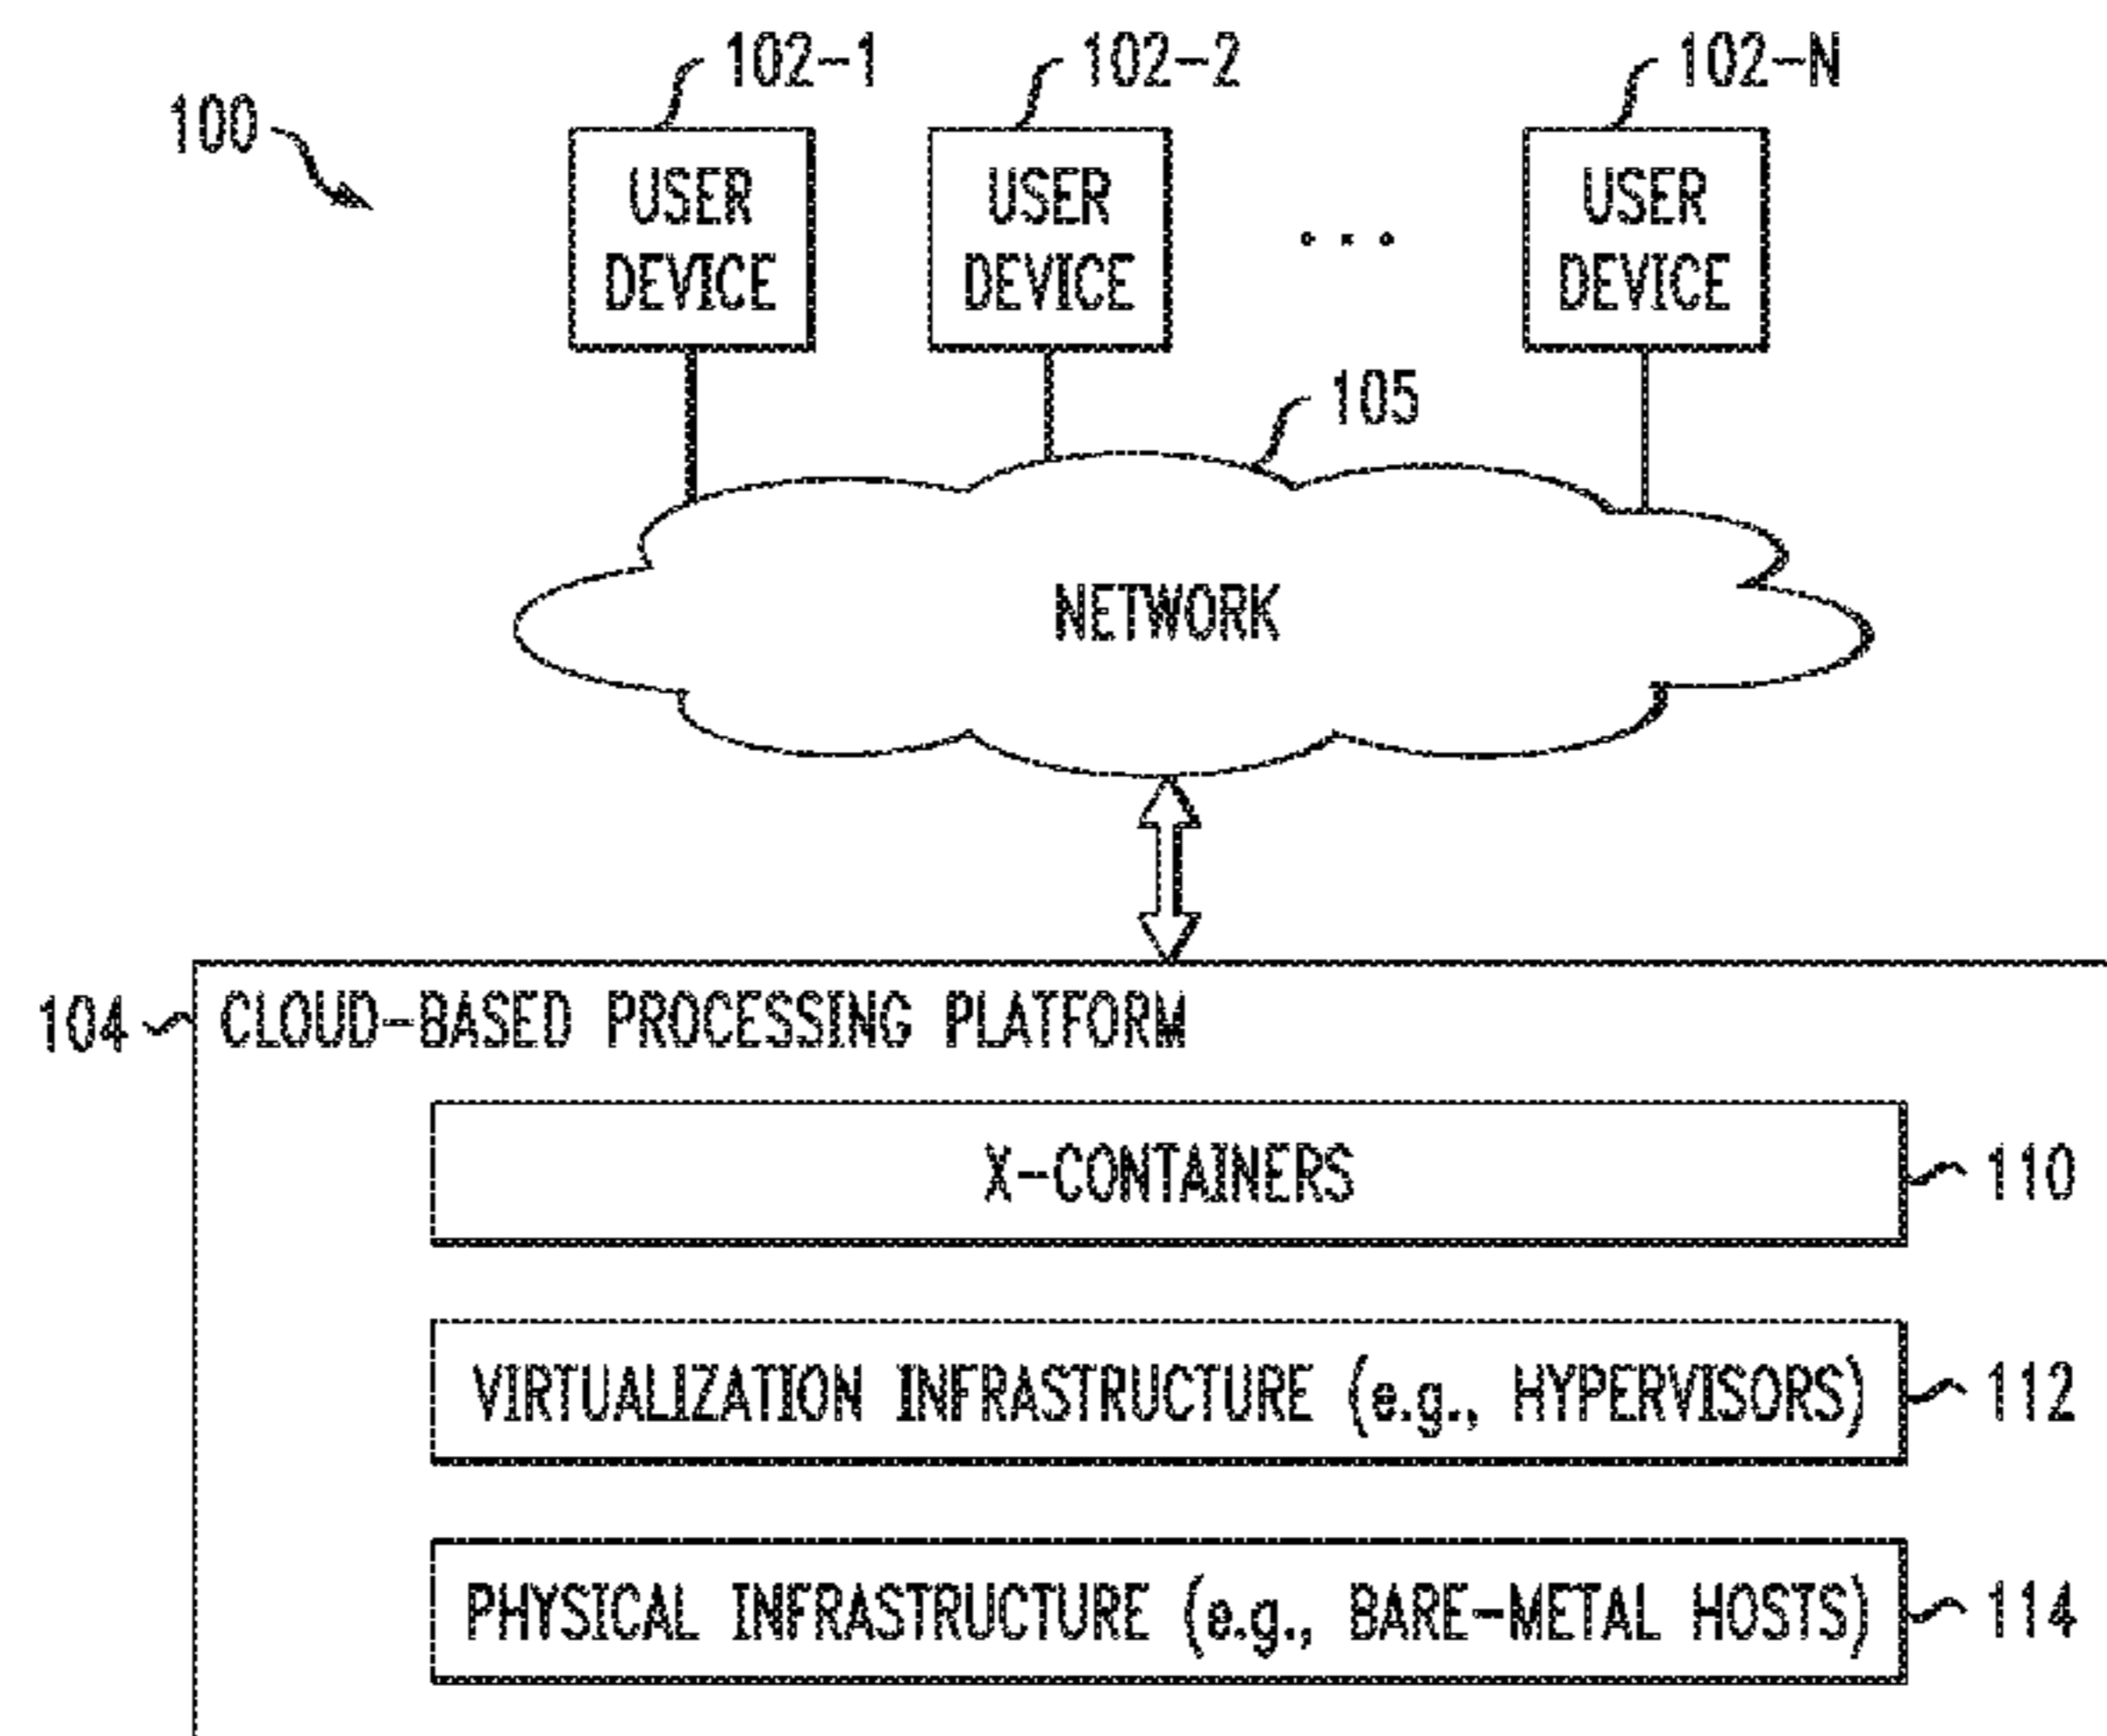 102-1
102-2
102-N
100
USER
DEVICE
USER
DEVICE
...
USER
DEVICE
105
NETWORK
104
CLOUD-BASED PROCESSING PLATFORM
X-CONTAINERS
110
VIRTUALIZATION INFRASTRUCTURE (e.g., HYPERVISORS)
112
PHYSICAL INFRASTRUCTURE (e.g., BARE-METAL HOSTS)
114